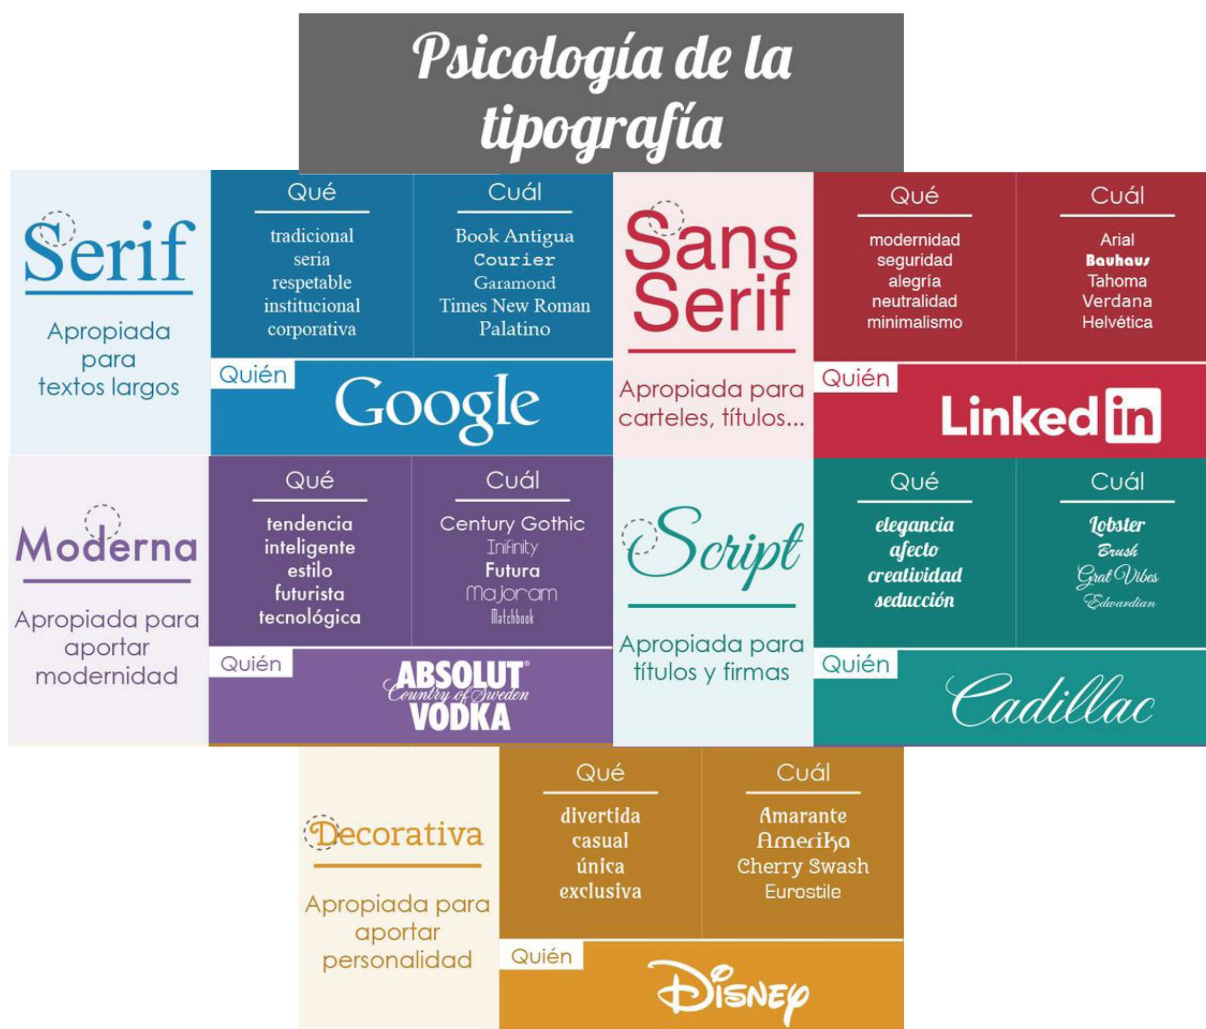 Psicología de la
tipografía
Serif
Apropiada
para
textos largos
Qué
tradicional
seria
respetable
institucional
corporativa
Cuál
Book Antigua
Courier
Garamond
Times New Roman
Palatino
Quién
Google
Sans
Serif
Apropiada para
carteles, títulos...
Qué
modernidad
seguridad
alegría
neutralidad
minimalismo
Cuál
Arial
Bauhaus
Tahoma
Verdana
Helvética
Quién
Linked in
Moderna
Apropiada para
aportar
modernidad
Qué
tendencia
inteligente
estilo
futurista
tecnológica
Cuál
Century Gothic
Inifinity
Futura
Majoram
Matchbook
Quién
ABSOLUT®
Country of Sweden
VODKA
Script
Apropiada para
títulos y firmas
Qué
elegancia
afecto
creatividad
seducción
Cuál
Lobster
Brush
Grat Vibes
Edwardian
Quién
Cadillac
Decorativa
Apropiada para
aportar
personalidad
Qué
divertida
casual
única
exclusiva
Cuál
Amarante
Amerika
Cherry Swash
Eurostile
Quién
Disney